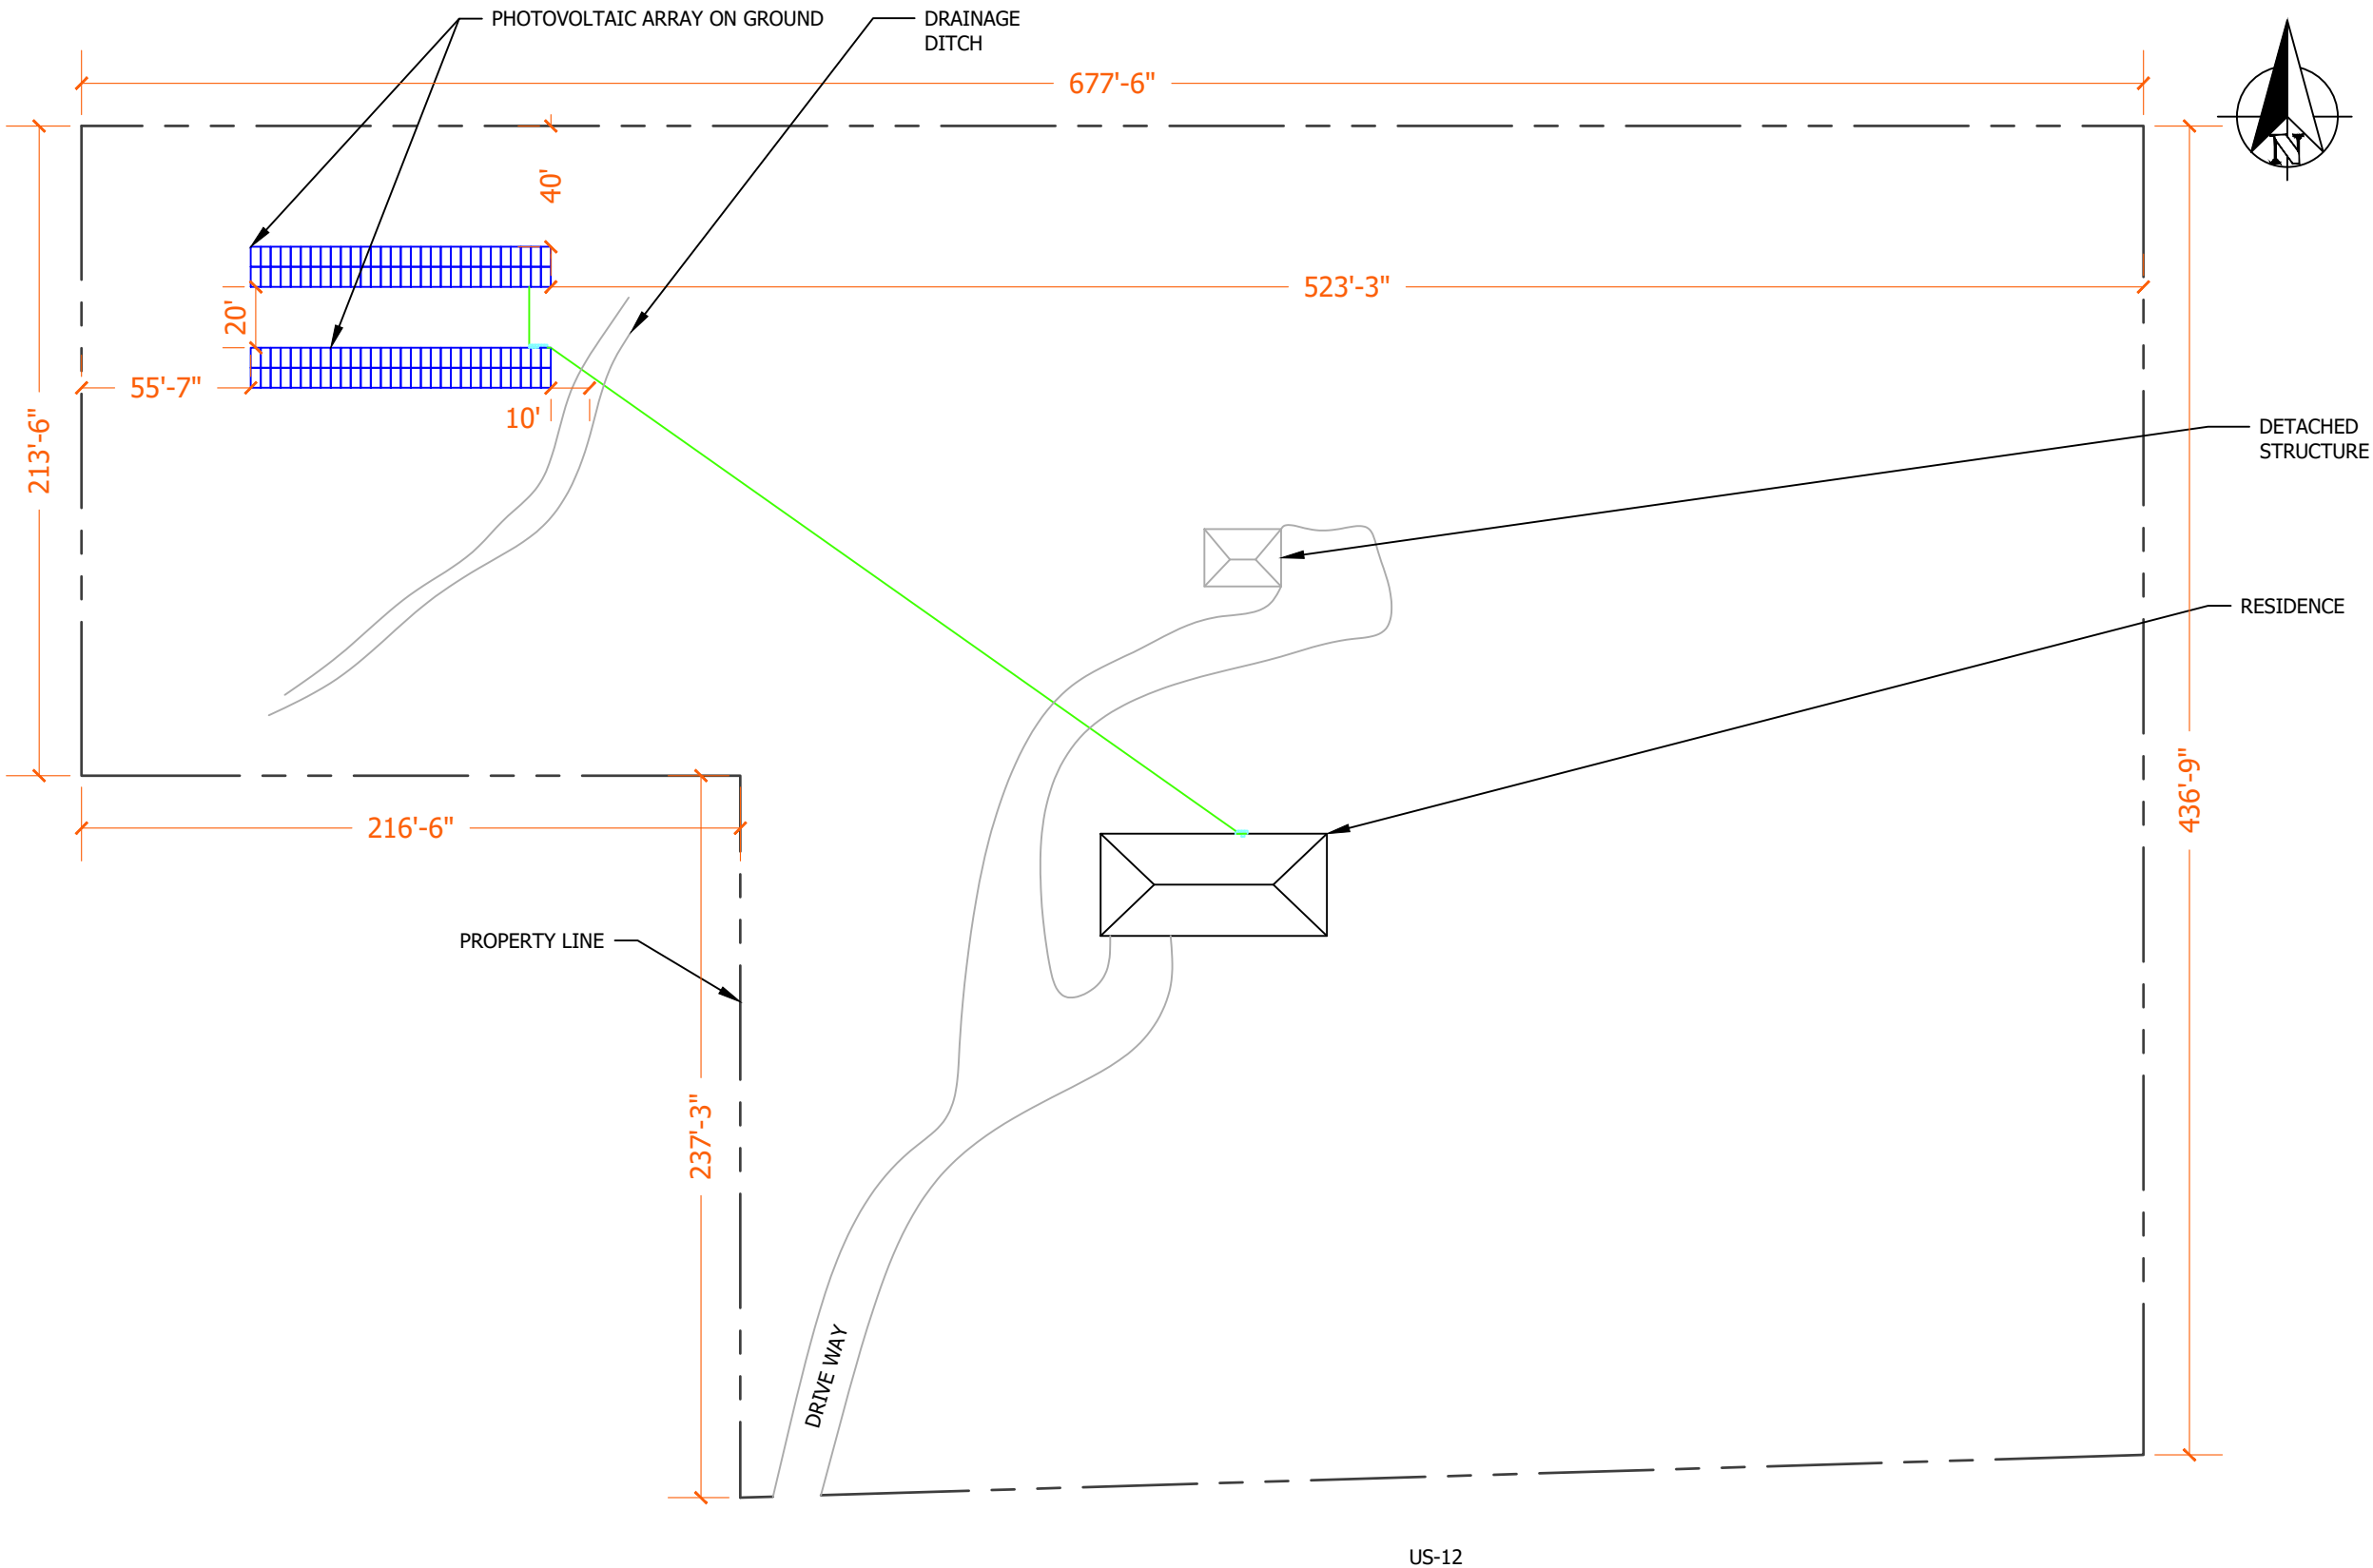 PHOTOVOLTAIC ARRAY ON GROUND
DRAINAGE
DITCH
677'-6"
N
40'
523'-3"
20'
55'-7"
10'
213'-6"
DETACHED
STRUCTURE
RESIDENCE
436'-9"
216'-6"
PROPERTY LINE
237'-3"
DRIVE WAY
US-12